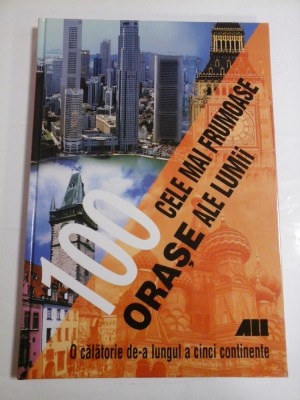 100
CELE MAI FRUMOASE
ORAȘE ALE LUMII
ALL
O călătorie de-a lungul a cinci continente